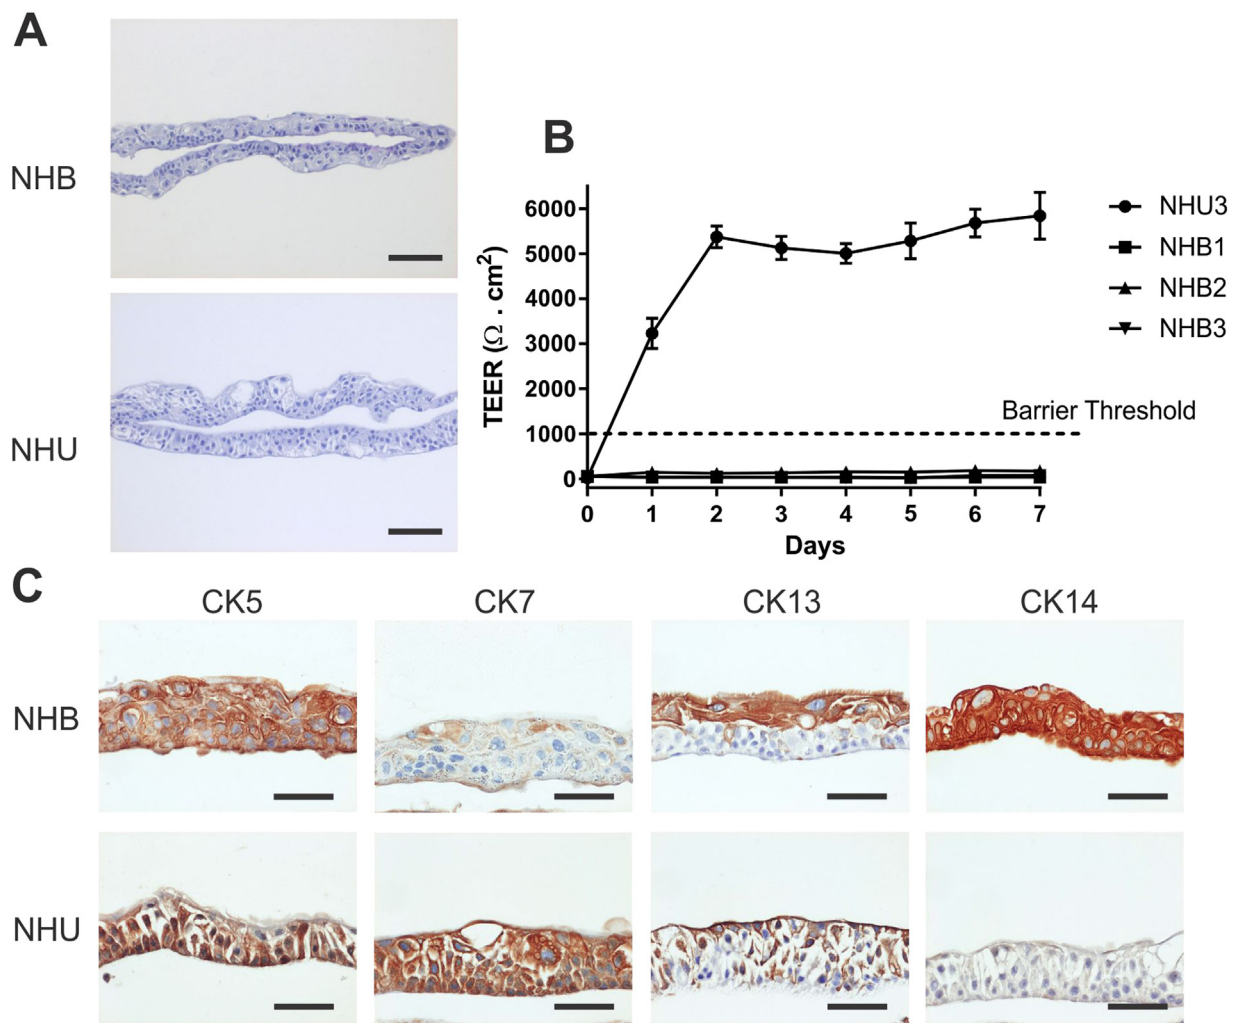 A
NHB
NHU
B
TEER (Ω . cm²)
6000
5000
4000
3000
2000
1000
0
Barrier Threshold
0 1 2 3 4 5 6 7
Days
NHU3
NHB1
NHB2
NHB3
C
CK5 CK7 CK13 CK14
NHB
NHU